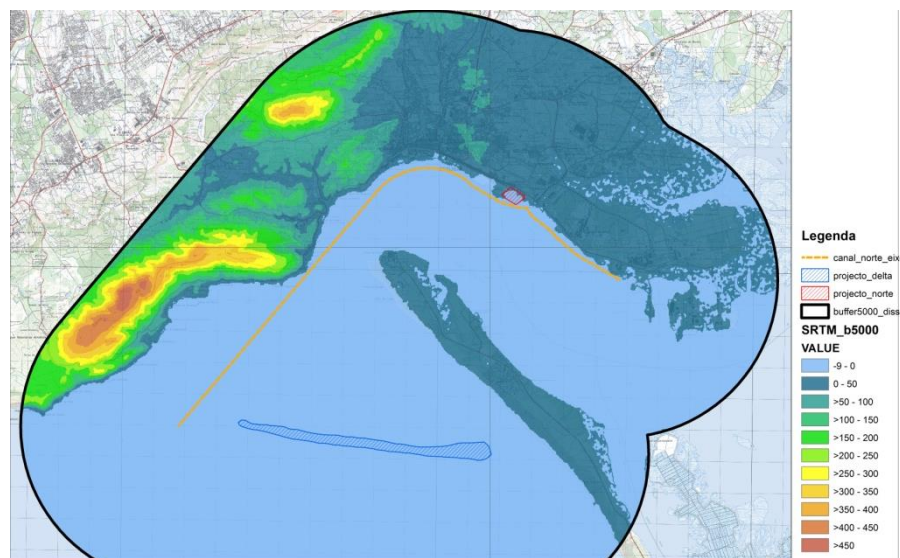 Legenda
canal_norte_eix
projecto_delta
projecto_norte
buffer5000_diss
SRTM_b5000
VALUE
-9 - 0
0 - 50
>50 - 100
>100 - 150
>150 - 200
>200 - 250
>250 - 300
>300 - 350
>350 - 400
>400 - 450
>450